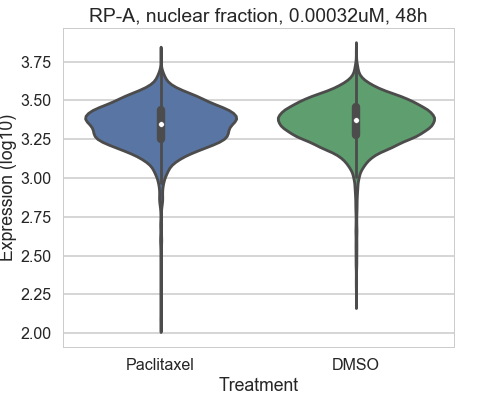 RP-A, nuclear fraction, 0.00032uM, 48h
Expression (log10)
3.75
3.50
3.25
3.00
2.75
2.50
2.25
2.00
Paclitaxel
DMSO
Treatment